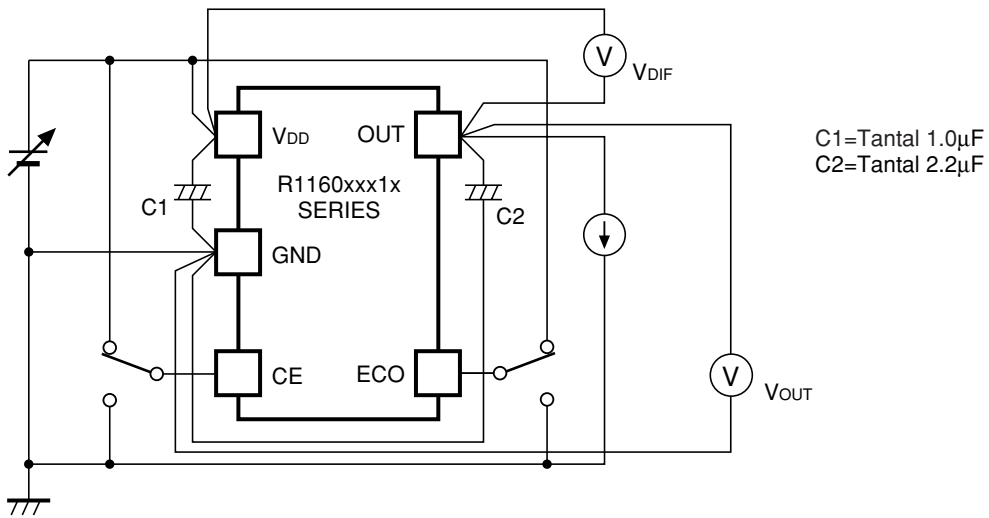 V
VDIF
VDD
OUT
C1=Tantal 1.0μF
C2=Tantal 2.2μF
R1160xxx1x
SERIES
C1
C2
GND
CE
ECO
V
VOUT